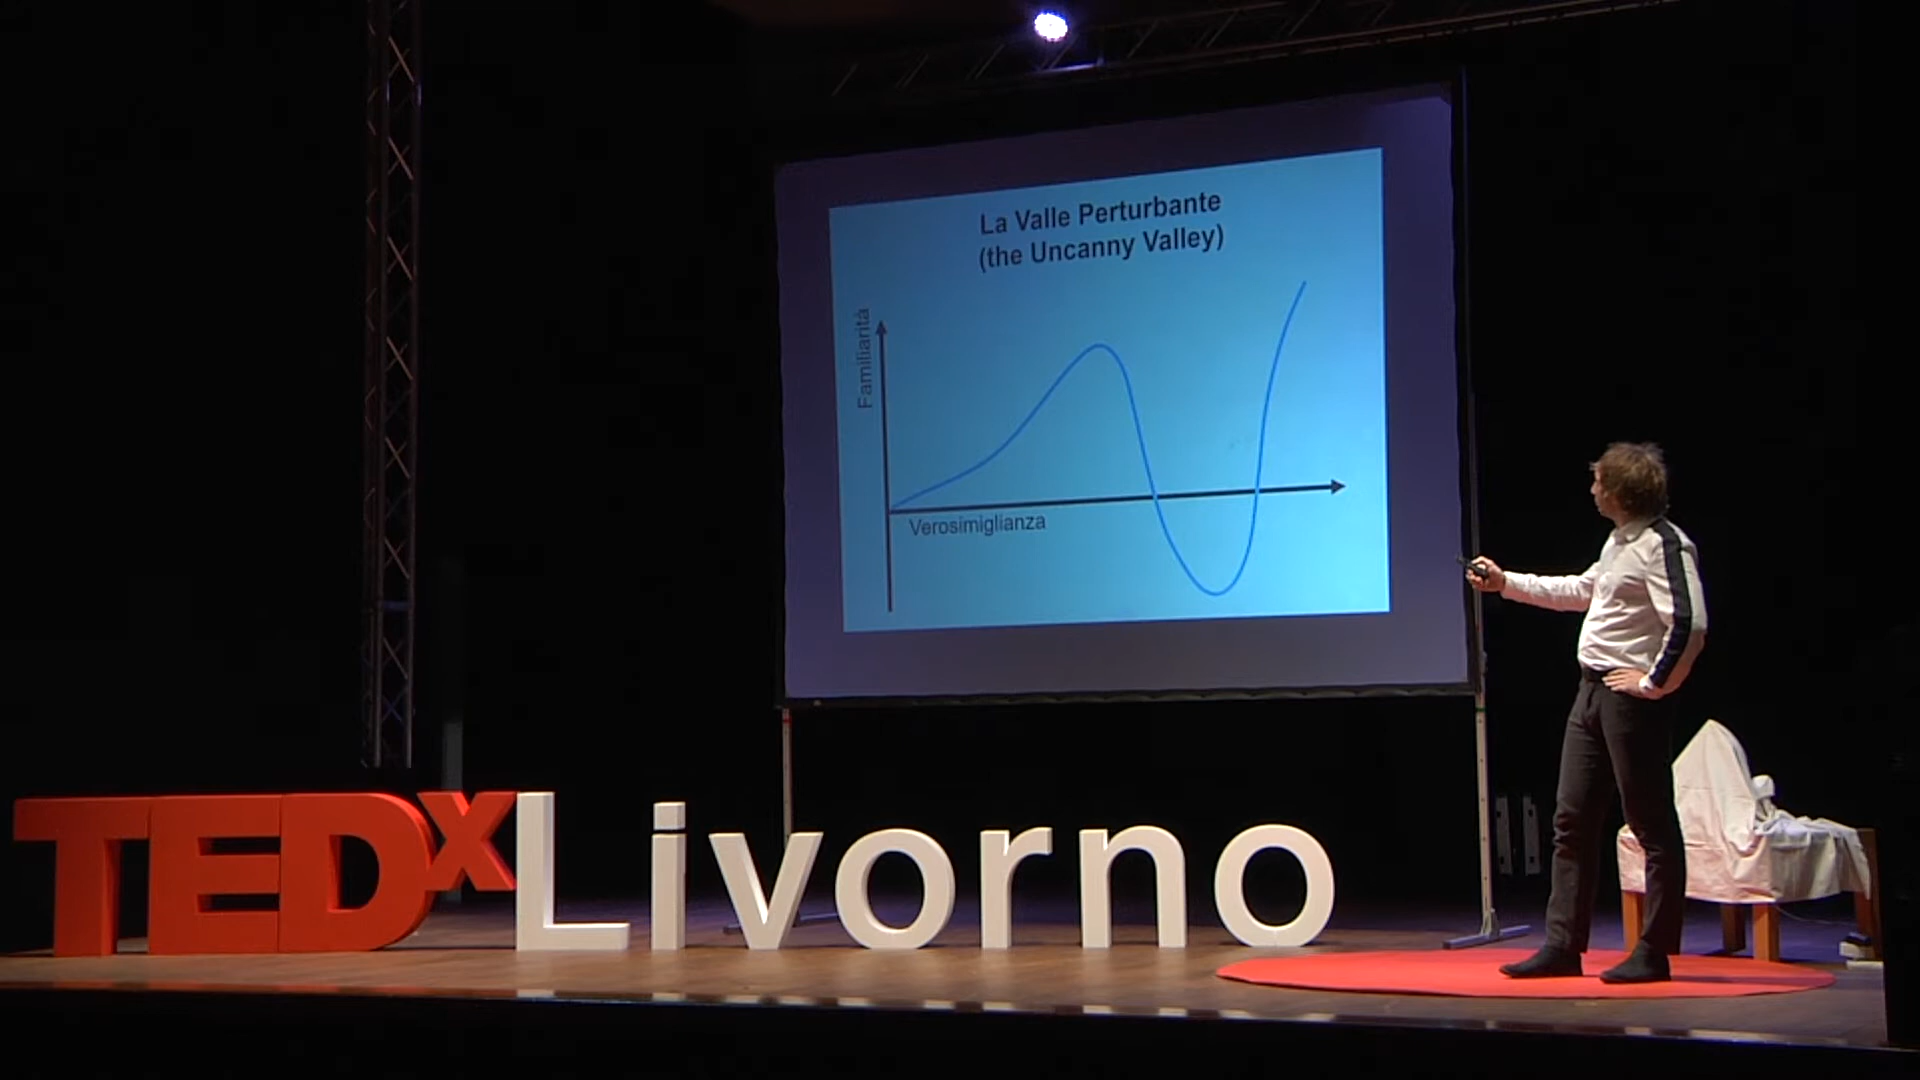 La Valle Perturbante
(the Uncanny Valley)
Familiarità
Verosimiglianza
TEDxLivorno